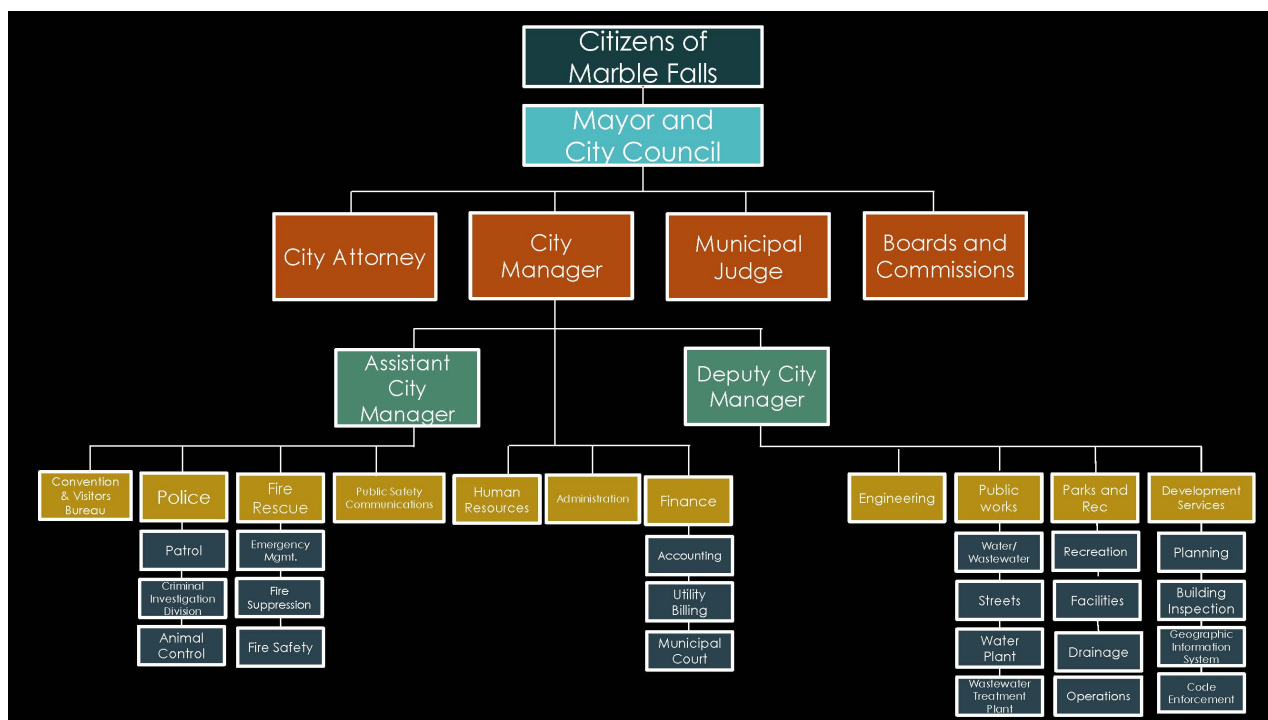 Citizens of
Marble Falls
Mayor and
City Council
City Attorney
City
Manager
Municipal
Judge
Boards and
Commissions
Assistant
City
Manager
Deputy City
Manager
Convention
& Visitors
Bureau
Police
Fire
Rescue
Public Safety
Communications
Human
Resources
Administration
Finance
Engineering
Public
works
Parks and
Rec
Development
Services
Patrol
Criminal
Investigation
Division
Animal
Control
Emergency
Mgmt.
Fire
Suppression
Fire Safety
Accounting
Utility
Billing
Municipal
Court
Water/
Wastewater
Streets
Water
Plant
Wastewater
Treatment
Plant
Recreation
Facilities
Drainage
Operations
Planning
Building
Inspection
Geographic
Information
System
Code
Enforcement